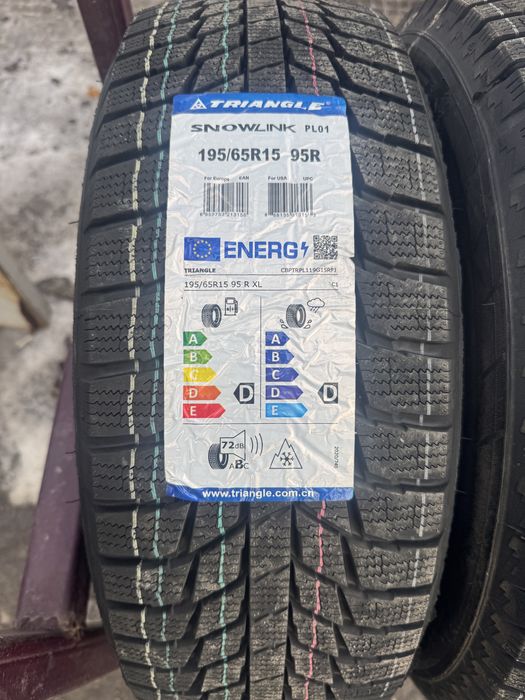 TRIANGLE
SNOWLINK PL01
195/65R15 95R
For Europe EAN For USA UPC
ENERG
TRIANGLE CBPTRPL119G15RFJ
195/65R15 95 R XL C1
A A
B B
C C
D D D D
E E
72dB
ABC
www.triangle.com.cn